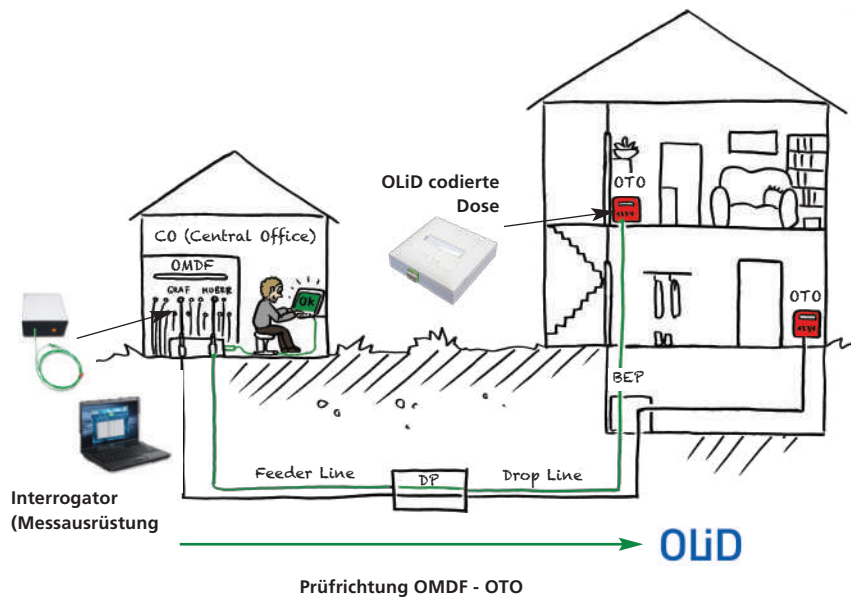 OLiD codierte
Dose
OTO
CO (Central Office)
OMDF
GRAF HUBER
Ok
OTO
BEP
Feeder Line
DP
Drop Line
Interrogator
(Messausrüstung
OLiD
Prüfrichtung OMDF - OTO